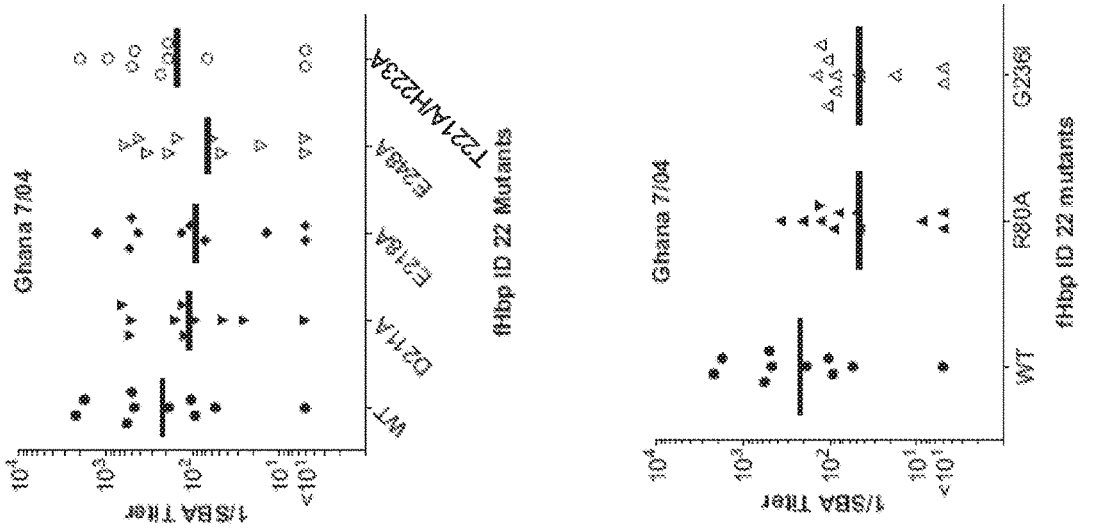 Ghana 7/04
1/SBA Titer
10⁴
10³
10²
10¹
<10¹
WT D211A E218A E248A T221A/H223A
fHbp ID 22 Mutants
Ghana 7/04
1/SBA Titer
10⁴
10³
10²
10¹
<10¹
WT R80A G236I
fHbp ID 22 mutants